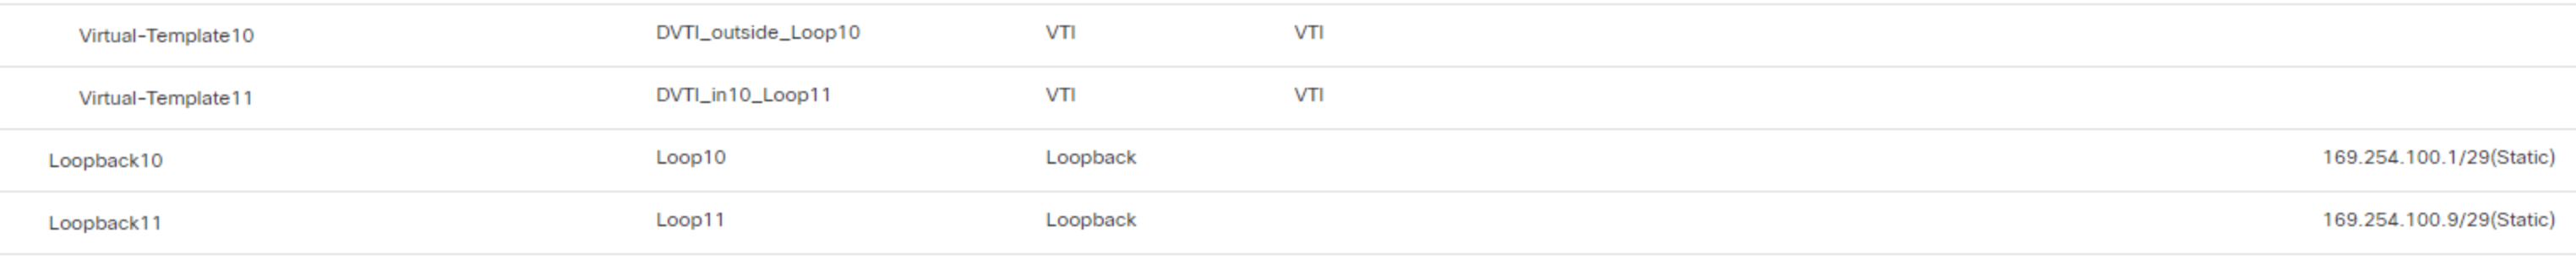 Virtual-Template10 DVTI_outside_Loop10 VTI VTI
Virtual-Template11 DVTI_in10_Loop11 VTI VTI
Loopback10 Loop10 Loopback 169.254.100.1/29(Static)
Loopback11 Loop11 Loopback 169.254.100.9/29(Static)